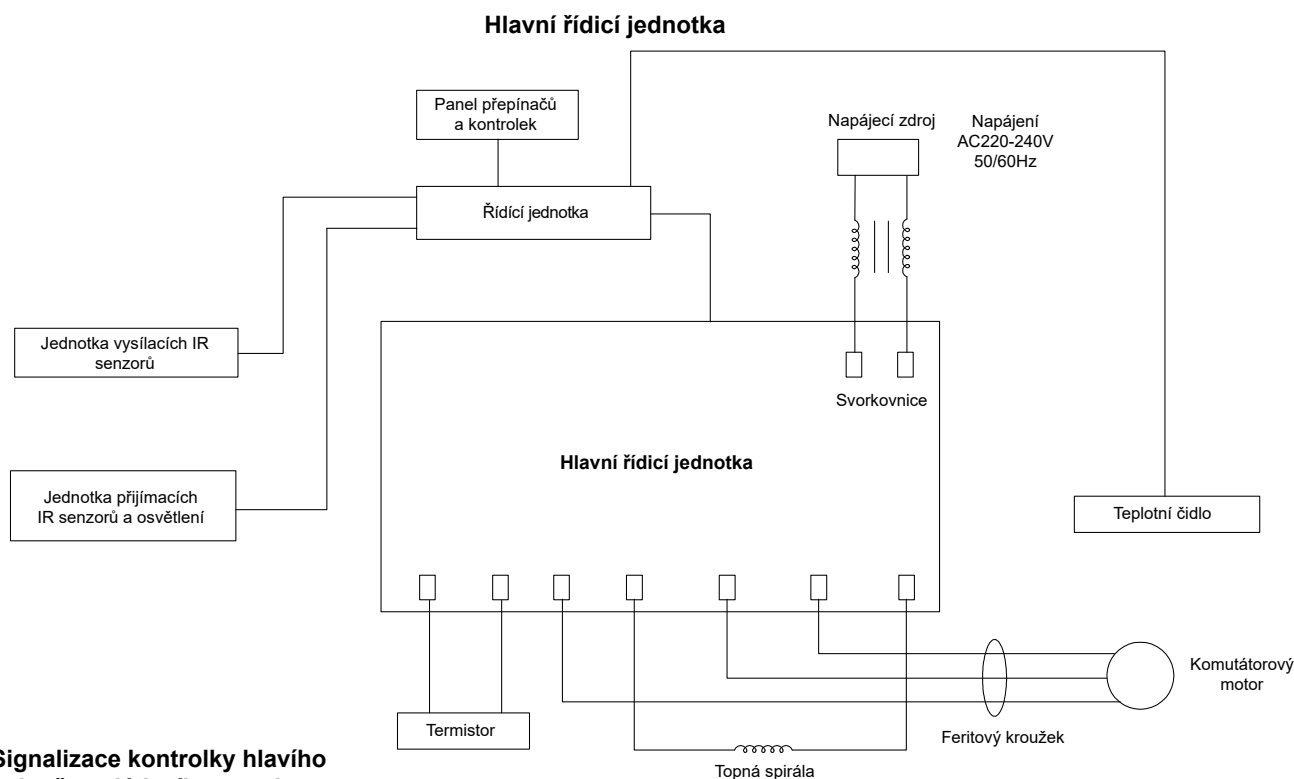 Hlavní řídicí jednotka
Panel přepínačů
a kontrolek
Napájecí zdroj
Napájení
AC220-240V
50/60Hz
Řídící jednotka
Jednotka vysílacích IR
senzorů
Svorkovnice
Hlavní řídicí jednotka
Jednotka přijímacích
IR senzorů a osvětlení
Teplotní čidlo
Komutátorový
motor
Termistor
Feritový kroužek
Topná spirála
Signalizace kontrolky hlavího